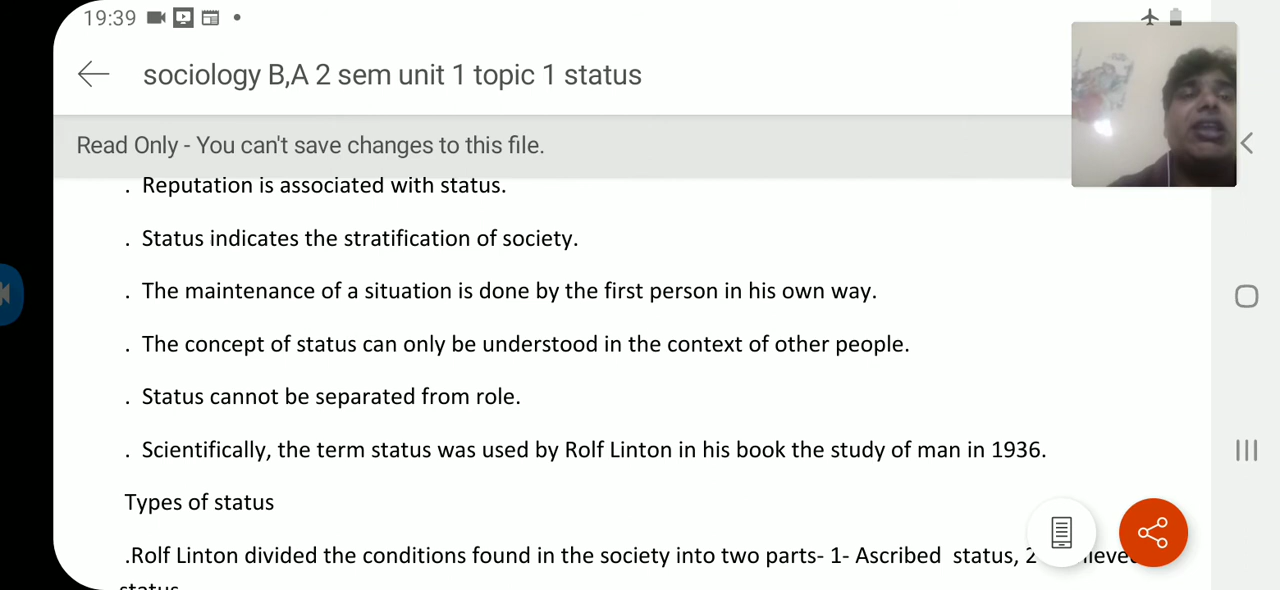 19:39
sociology B,A 2 sem unit 1 topic 1 status
Read Only - You can't save changes to this file.
. Reputation is associated with status.
. Status indicates the stratification of society.
. The maintenance of a situation is done by the first person in his own way.
. The concept of status can only be understood in the context of other people.
. Status cannot be separated from role.
. Scientifically, the term status was used by Rolf Linton in his book the study of man in 1936.
Types of status
.Rolf Linton divided the conditions found in the society into two parts- 1- Ascribed status, 2
status